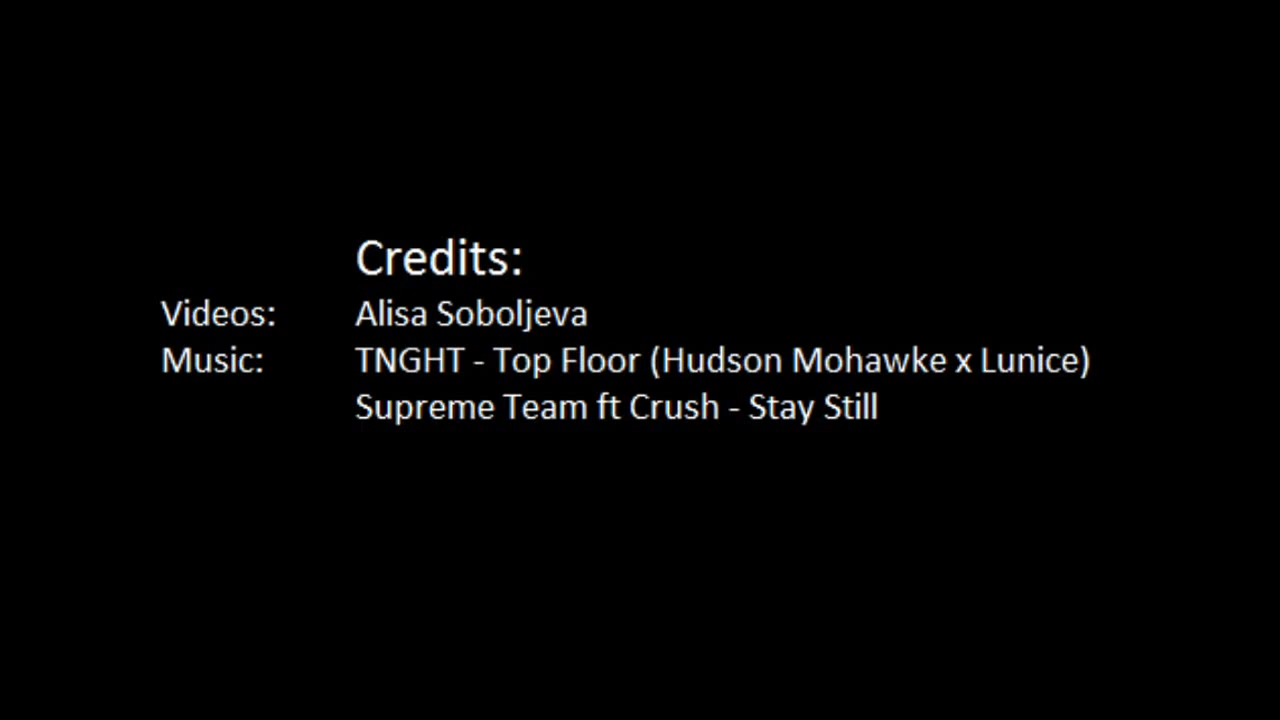 Credits:
Videos: Alisa Soboljeva
Music: TNGHT - Top Floor (Hudson Mohawke x Lunice)
Supreme Team ft Crush - Stay Still